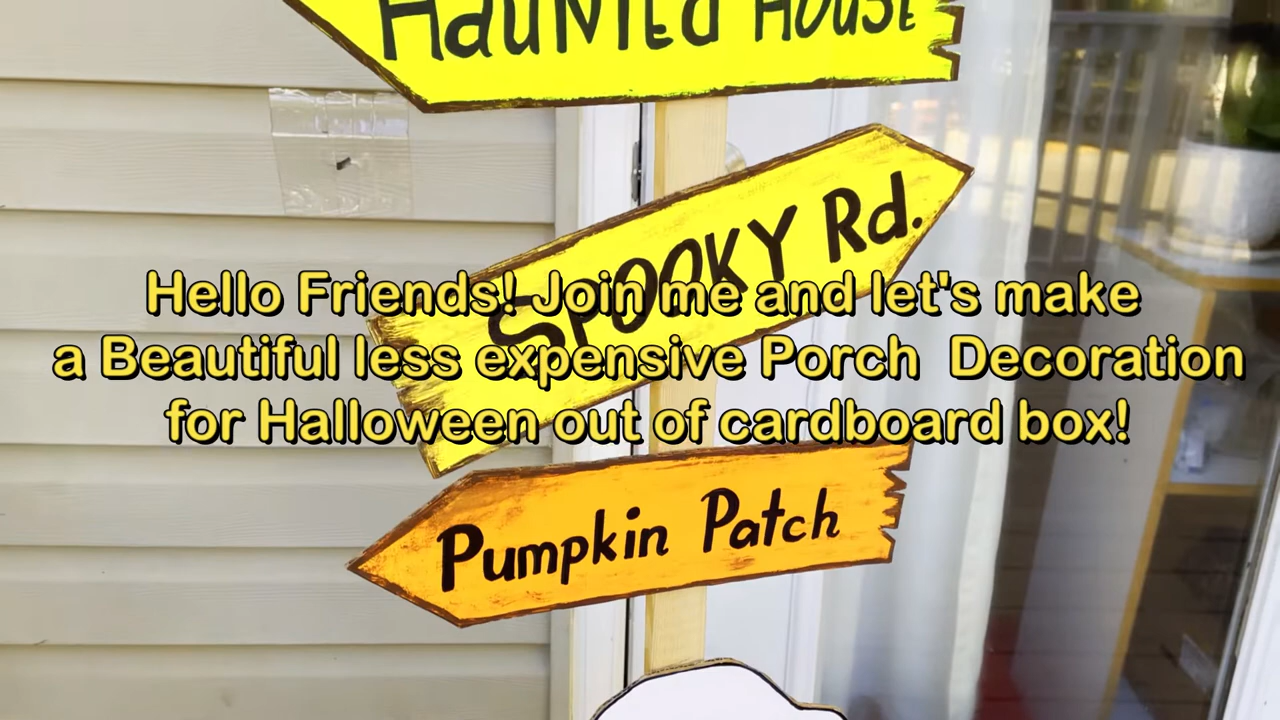 Haunted House
Spooky Rd.
Hello Friends! Join me and let's make
a Beautiful less expensive Porch Decoration
for Halloween out of cardboard box!
Pumpkin Patch